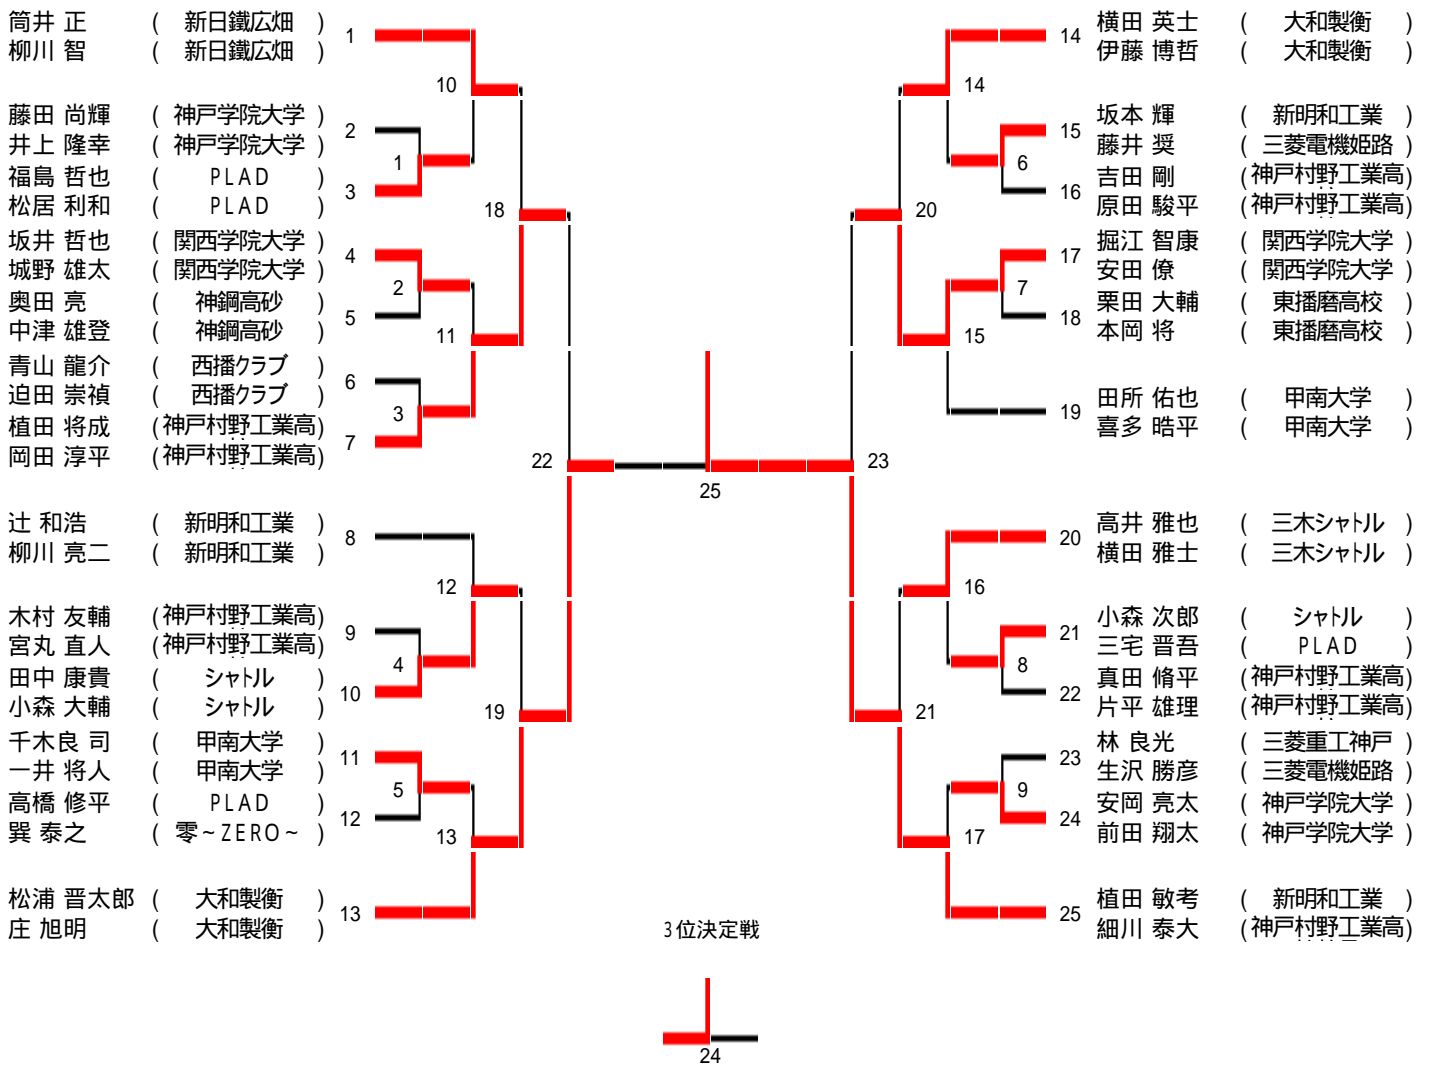 筒井 正 ( 新日鐵広畑 ) 1
柳川 智 ( 新日鐵広畑 )
藤田 尚輝 ( 神戸学院大学 ) 2
井上 隆幸 ( 神戸学院大学 )
福島 哲也 ( PLAD ) 3
松居 利和 ( PLAD )
坂井 哲也 ( 関西学院大学 ) 4
城野 雄太 ( 関西学院大学 )
奥田 亮 ( 神鋼高砂 ) 5
中津 雄登 ( 神鋼高砂 )
青山 龍介 ( 西播クラブ ) 6
迫田 崇禎 ( 西播クラブ )
植田 将成 (神戸村野工業高) 7
岡田 淳平 (神戸村野工業高)
辻 和浩 ( 新明和工業 ) 8
柳川 亮二 ( 新明和工業 )
木村 友輔 (神戸村野工業高) 9
宮丸 直人 (神戸村野工業高)
田中 康貴 ( シャトル ) 10
小森 大輔 ( シャトル )
千木良 司 ( 甲南大学 ) 11
一井 将人 ( 甲南大学 )
高橋 修平 ( PLAD ) 12
巽 泰之 ( 零~ZERO~ )
松浦 晋太郎 ( 大和製衡 ) 13
庄 旭明 ( 大和製衡 )
10
1
18
2
11
3
22
12
4
19
5
13
25
3位決定戦
24
14
6
20
7
15
23
16
8
21
9
17
14 横田 英士 ( 大和製衡 )
伊藤 博哲 ( 大和製衡 )
15 坂本 輝 ( 新明和工業 )
藤井 奨 ( 三菱電機姫路 )
16 吉田 剛 (神戸村野工業高)
原田 駿平 (神戸村野工業高)
17 掘江 智康 ( 関西学院大学 )
安田 僚 ( 関西学院大学 )
18 栗田 大輔 ( 東播磨高校 )
本岡 将 ( 東播磨高校 )
19 田所 佑也 ( 甲南大学 )
喜多 晧平 ( 甲南大学 )
20 高井 雅也 ( 三木シャトル )
横田 雅士 ( 三木シャトル )
21 小森 次郎 ( シャトル )
三宅 晋吾 ( PLAD )
22 真田 脩平 (神戸村野工業高)
片平 雄理 (神戸村野工業高)
23 林 良光 ( 三菱重工神戸 )
生沢 勝彦 ( 三菱電機姫路 )
24 安岡 亮太 ( 神戸学院大学 )
前田 翔太 ( 神戸学院大学 )
25 植田 敏考 ( 新明和工業 )
細川 泰大 (神戸村野工業高)